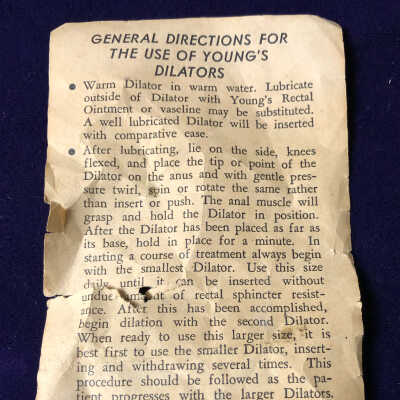 GENERAL DIRECTIONS FOR
THE USE OF YOUNG'S
DILATORS
• Warm Dilator in warm water. Lubricate
outside of Dilator with Young's Rectal
Ointment or vaseline may be substituted.
A well lubricated Dilator will be inserted
with comparative ease.
• After lubricating, lie on the side, knees
flexed, and place the tip or point of the
Dilator on the anus and with gentle pres-
sure twirl, spin or rotate the same rather
than insert or push. The anal muscle will
grasp and hold the Dilator in position.
After the Dilator has been placed as far as
its base, hold in place for a minute. In
starting a course of treatment always begin
with the smallest Dilator. Use this size
daily until it can be inserted without
undue amount of rectal sphincter resist-
ance. After this has been accomplished,
begin dilation with the second Dilator.
When ready to use this larger size, it is
best first to use the smaller Dilator, insert-
ing and withdrawing several times. This
procedure should be followed as the pa-
tient progresses with the larger Dilators.